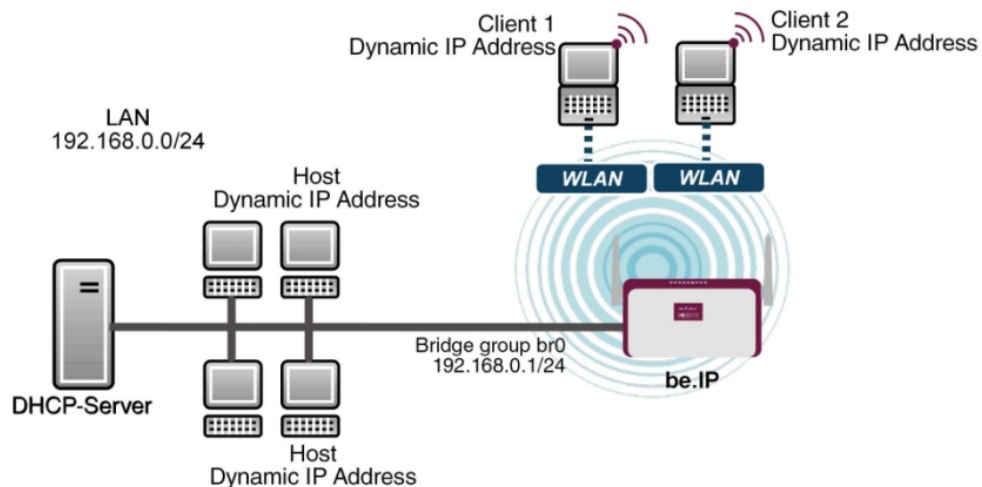 Client 1
Dynamic IP Address
Client 2
Dynamic IP Address
LAN
192.168.0.0/24
WLAN
WLAN
Host
Dynamic IP Address
Bridge group br0
192.168.0.1/24
be.IP
DHCP-Server
Host
Dynamic IP Address